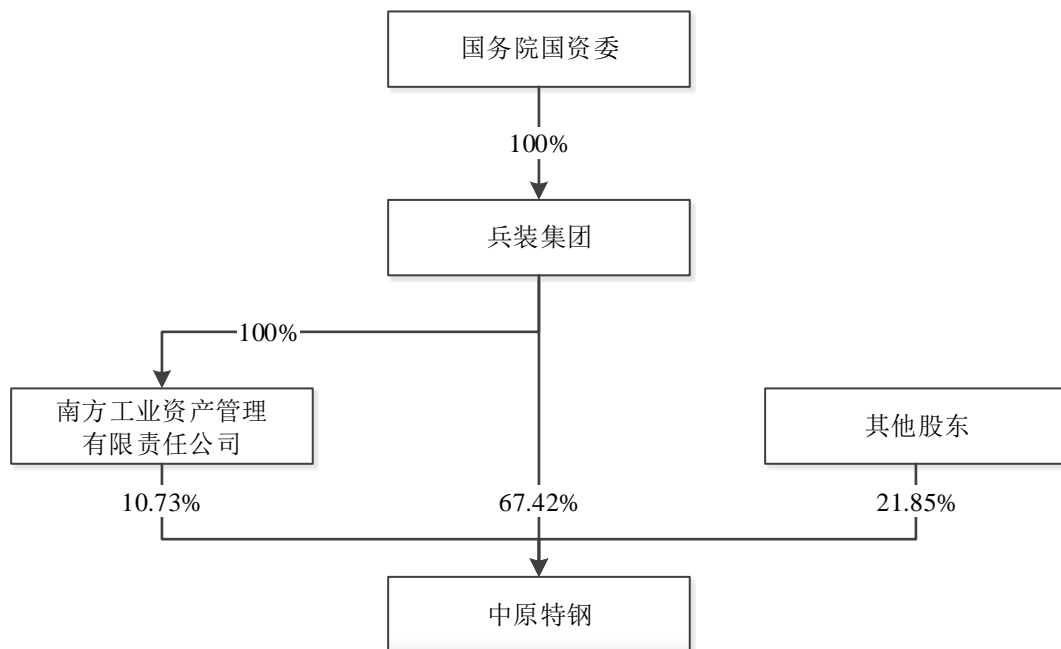 国务院国资委
100%
兵装集团
100%
南方工业资产管理
有限责任公司
其他股东
10.73%
67.42%
21.85%
中原特钢